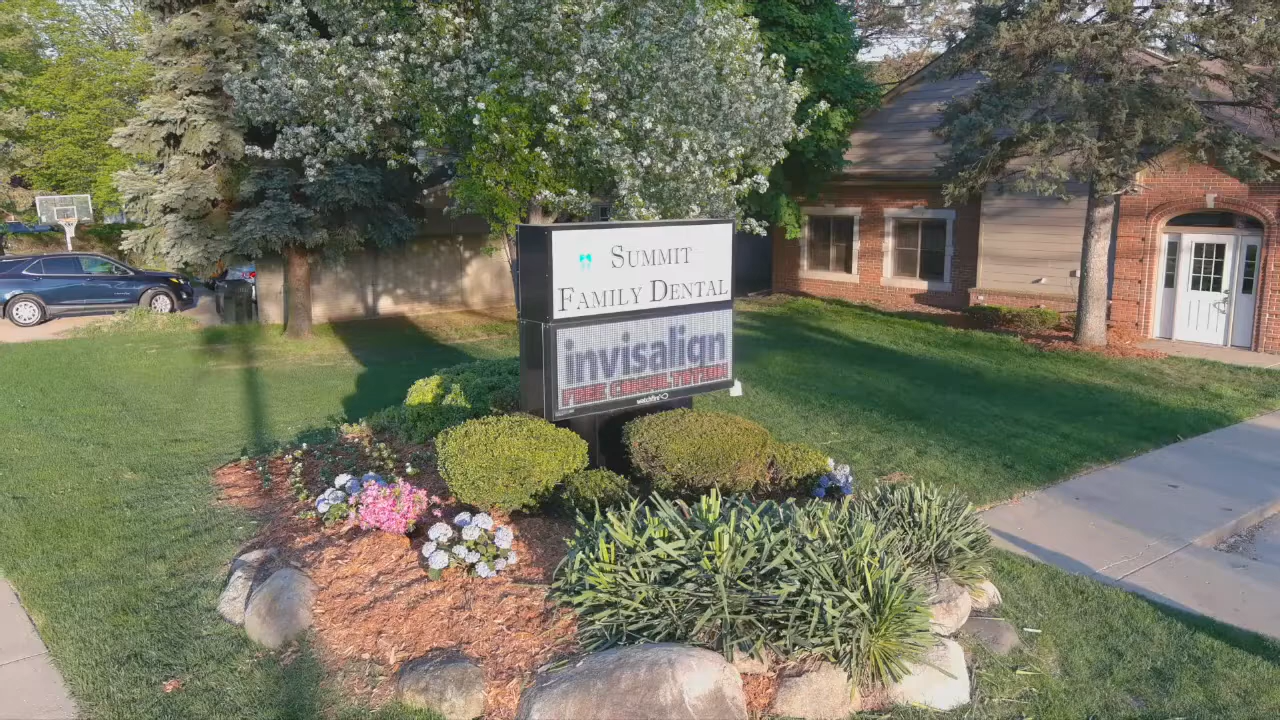 SUMMIT
FAMILY DENTAL
invisalign
FREE CONSULTATION
watchfire